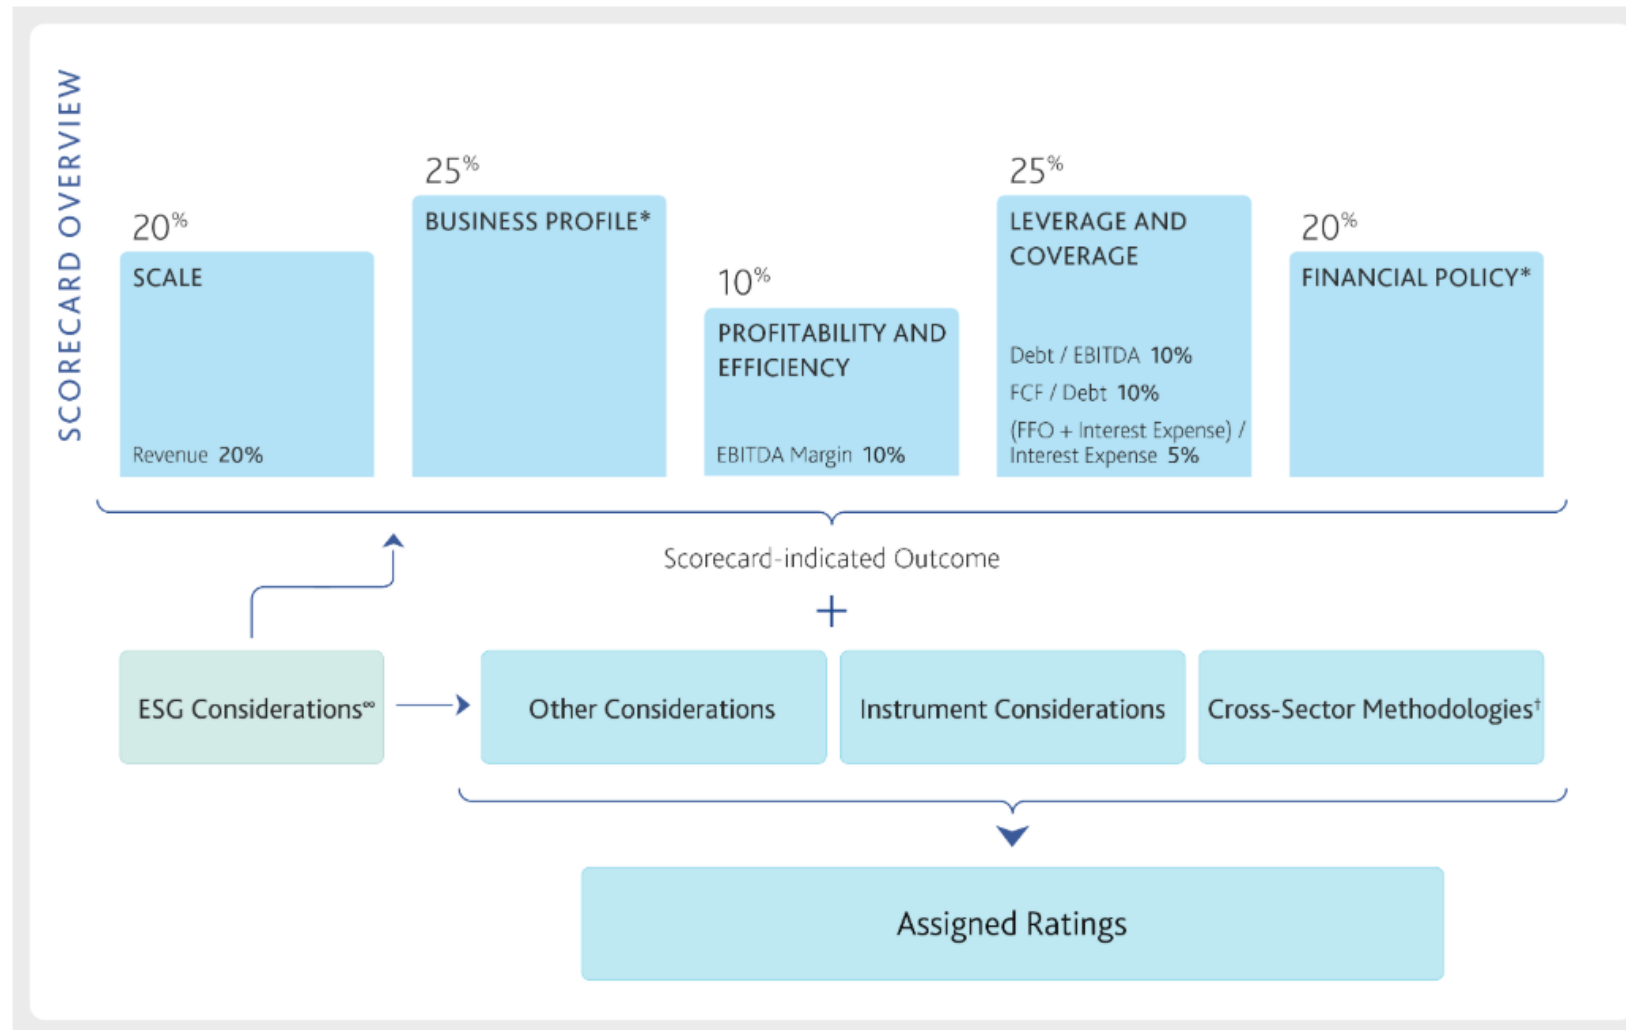 SCORECARD OVERVIEW
20%
SCALE
Revenue 20%
25%
BUSINESS PROFILE*
10%
PROFITABILITY AND
EFFICIENCY
EBITDA Margin 10%
25%
LEVERAGE AND
COVERAGE
Debt / EBITDA 10%
FCF / Debt 10%
(FFO + Interest Expense) /
Interest Expense 5%
20%
FINANCIAL POLICY*
Scorecard-indicated Outcome
+
ESG Considerations∞
Other Considerations
Instrument Considerations
Cross-Sector Methodologies†
Assigned Ratings